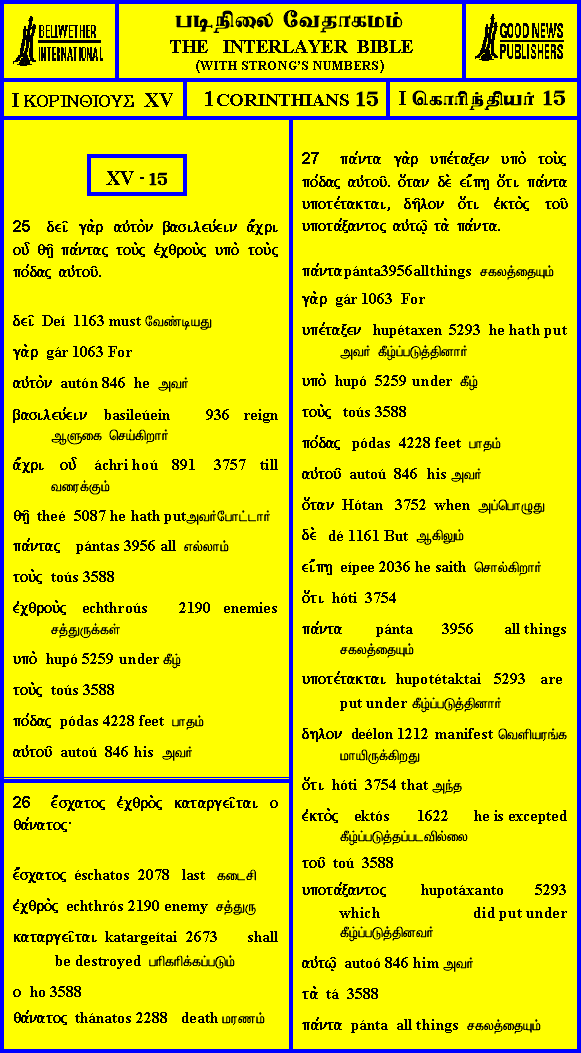 BELLWETHER
INTERNATIONAL
படிநிலை வேதாகமம்
THE INTERLAYER BIBLE
(WITH STRONG'S NUMBERS)
GOOD NEWS
PUBLISHERS
I ΚΟΡΙΝΘΙΟΥΣ XV
1 CORINTHIANS 15
I கொரிந்தியர் 15
XV - 15
25 δεῖ γὰρ αὐτὸν βασιλεύειν ἄχρι
οὗ θῇ πάντας τοὺς ἐχθροὺς υπὸ τοὺς
πόδας αὐτοῦ.
δεῖ Deí 1163 must வேண்டியது
γὰρ gár 1063 For
αὐτὸν autón 846 he அவர்
βασιλεύειν basileúein 936 reign
ஆளுகை செய்கிறார்
ἄχρι οὗ áchri hoú 891 3757 till
வரைக்கும்
θῇ theé 5087 he hath putஅவர்போட்டார்
πάντας pántas 3956 all எல்லாம்
τοὺς toús 3588
ἐχθροὺς echthroús 2190 enemies
சத்துருக்கள்
υπὸ hupó 5259 under கீழ்
τοὺς toús 3588
πόδας pódas 4228 feet பாதம்
αὐτοῦ autoú 846 his அவர்
26 ἔσχατος ἐχθρὸς καταργεῖται ο
θάνατος·
ἔσχατος éschatos 2078 last கடைசி
ἐχθρὸς echthrós 2190 enemy சத்துரு
καταργεῖται katargeítai 2673 shall
be destroyed பரிகரிக்கப்படும்
ο ho 3588
θάνατος thánatos 2288 death மரணம்
27 πάντα γὰρ υπέταξεν υπὸ τοὺς
πόδας αὐτοῦ. ὅταν δὲ εἴπῃ ὅτι πάντα
υποτέτακται, δῆλον ὅτι ἐκτὸς τοῦ
υποτάξαντος αὐτῷ τὰ πάντα.
πάντα pánta3956allthings சகலத்தையும்
γὰρ gár 1063 For
υπέταξεν hupétaxen 5293 he hath put
அவர் கீழ்ப்படுத்தினார்
υπὸ hupó 5259 under கீழ்
τοὺς toús 3588
πόδας pódas 4228 feet பாதம்
αὐτοῦ autoú 846 his அவர்
ὅταν Hótan 3752 when அப்பொழுது
δὲ dé 1161 But ஆகிலும்
εἴπῃ eípee 2036 he saith சொல்கிறார்
ὅτι hóti 3754
πάντα pánta 3956 all things
சகலத்தையும்
υποτέτακται hupotétaktai 5293 are
put under கீழ்ப்படுத்தினார்
δηλον deélon 1212 manifest வெளியரங்க
மாயிருக்கிறது
ὅτι hóti 3754 that அந்த
ἐκτὸς ektós 1622 he is excepted
கீழ்ப்படுத்தப்படவில்லை
τοῦ toú 3588
υποτάξαντος hupotáxanto 5293
which did put under
கீழ்ப்படுத்தினவர்
αὐτῷ autoó 846 him அவர்
τὰ tá 3588
πάντα pánta all things சகலத்தையும்